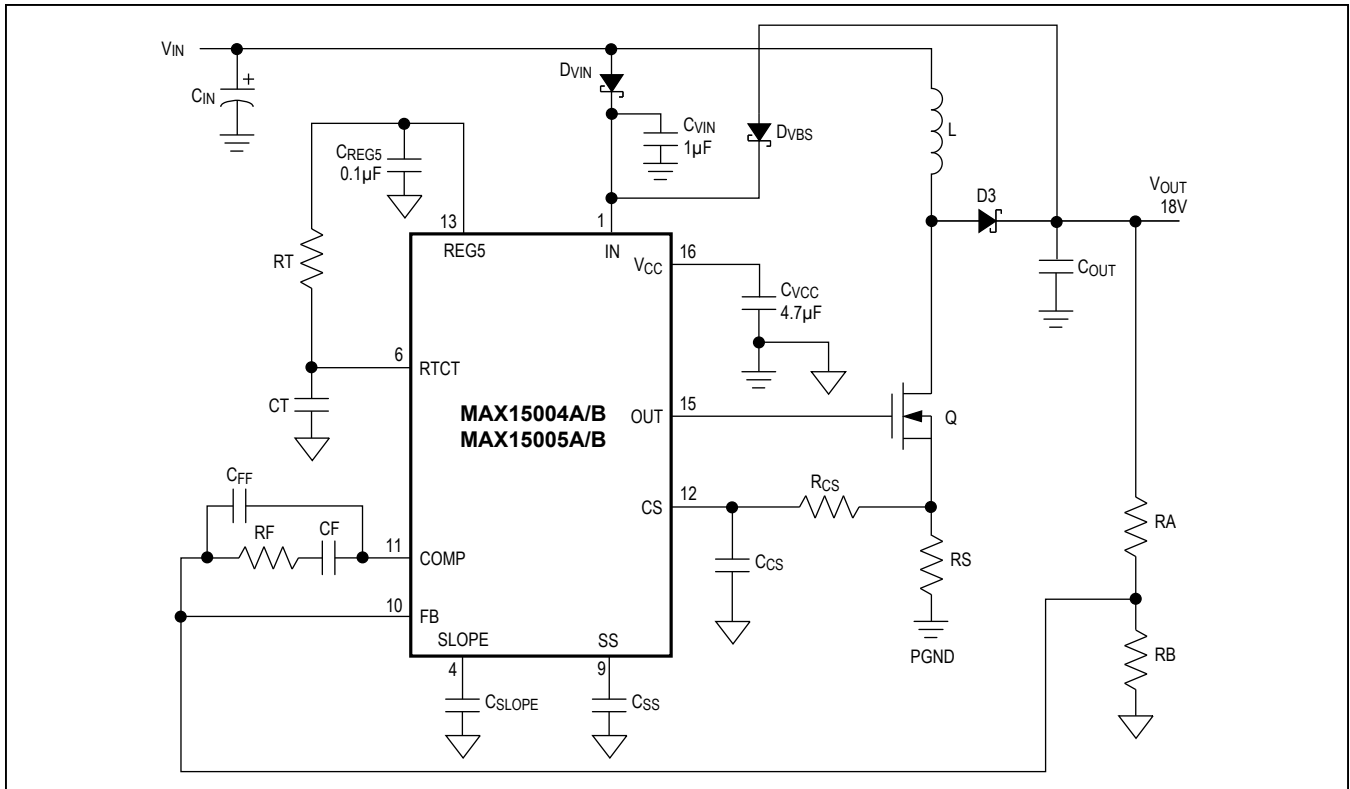 VIN
CIN
+
DVIN
CVIN
1µF
DVBS
L
CREG5
0.1µF
D3
VOUT
18V
COUT
13
REG5
1
IN
VCC
16
CVCC
4.7µF
RT
6
RTCT
CT
MAX15004A/B
MAX15005A/B
OUT
15
Q
CS
12
RCS
CCS
RS
PGND
RA
RB
CFF
RF
CF
11
COMP
10
FB
SLOPE
4
CSLOPE
SS
9
CSS